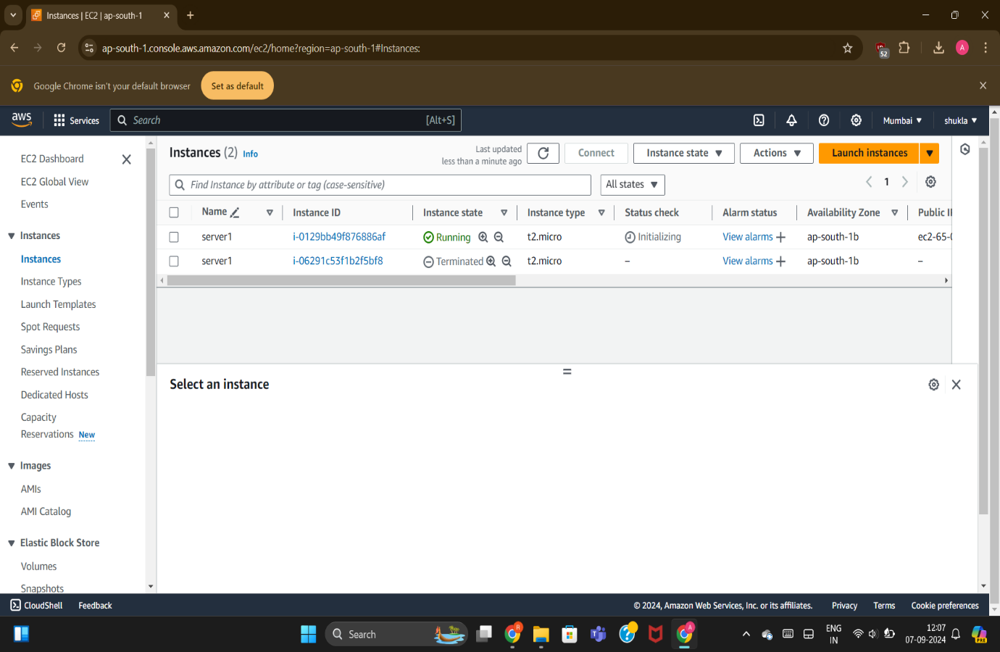 Instances | EC2 | ap-south-1
ap-south-1.console.aws.amazon.com/ec2/home?region=ap-south-1#Instances:
52
A
Google Chrome isn't your default browser
Set as default
aws
Services
Search
[Alt+S]
Mumbai
shukla
EC2 Dashboard
EC2 Global View
Events
Instances
Instances
Instance Types
Launch Templates
Spot Requests
Savings Plans
Reserved Instances
Dedicated Hosts
Capacity
Reservations New
Images
AMIs
AMI Catalog
Elastic Block Store
Volumes
Snapshots
Instances (2) Info
Last updated
less than a minute ago
Connect
Instance state
Actions
Launch instances
Find Instance by attribute or tag (case-sensitive)
All states
1
Name Instance ID Instance state Instance type Status check Alarm status Availability Zone Public
server1 i-0129bb49f876886af Running t2.micro Initializing View alarms + ap-south-1b ec2-65-
server1 i-06291c53f1b2f5bf8 Terminated t2.micro – View alarms + ap-south-1b –
Select an instance
CloudShell Feedback
© 2024, Amazon Web Services, Inc. or its affiliates. Privacy Terms Cookie preferences
Search
R
A
ENG
IN
12:07
07-09-2024
PRE